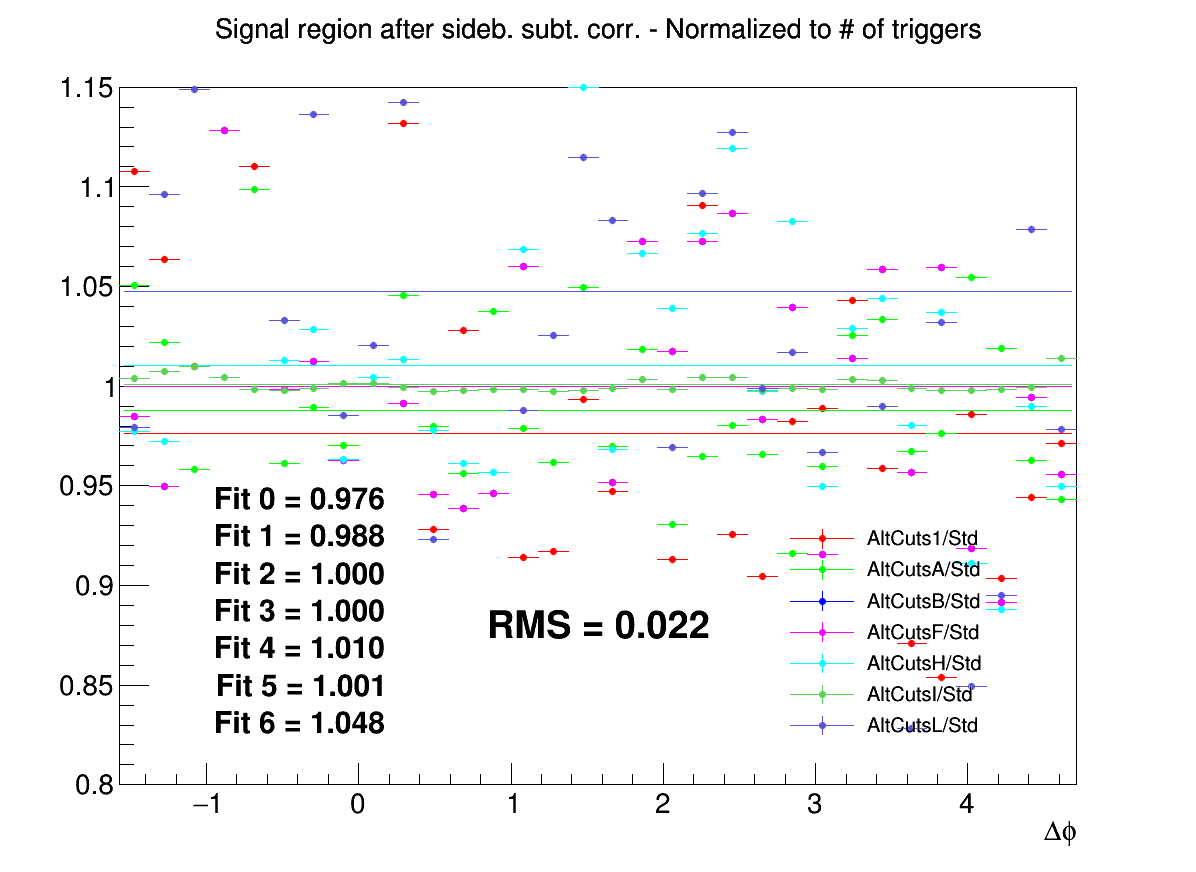 Signal region after sideb. subt. corr. - Normalized to # of triggers
1.15
1.1
1.05
1
0.95
0.9
0.85
0.8
Fit 0 = 0.976
Fit 1 = 0.988
Fit 2 = 1.000
Fit 3 = 1.000
Fit 4 = 1.010
Fit 5 = 1.001
Fit 6 = 1.048
RMS = 0.022
AltCuts1/Std
AltCutsA/Std
AltCutsB/Std
AltCutsF/Std
AltCutsH/Std
AltCutsI/Std
AltCutsL/Std
−1 0 1 2 3 4
Δφ